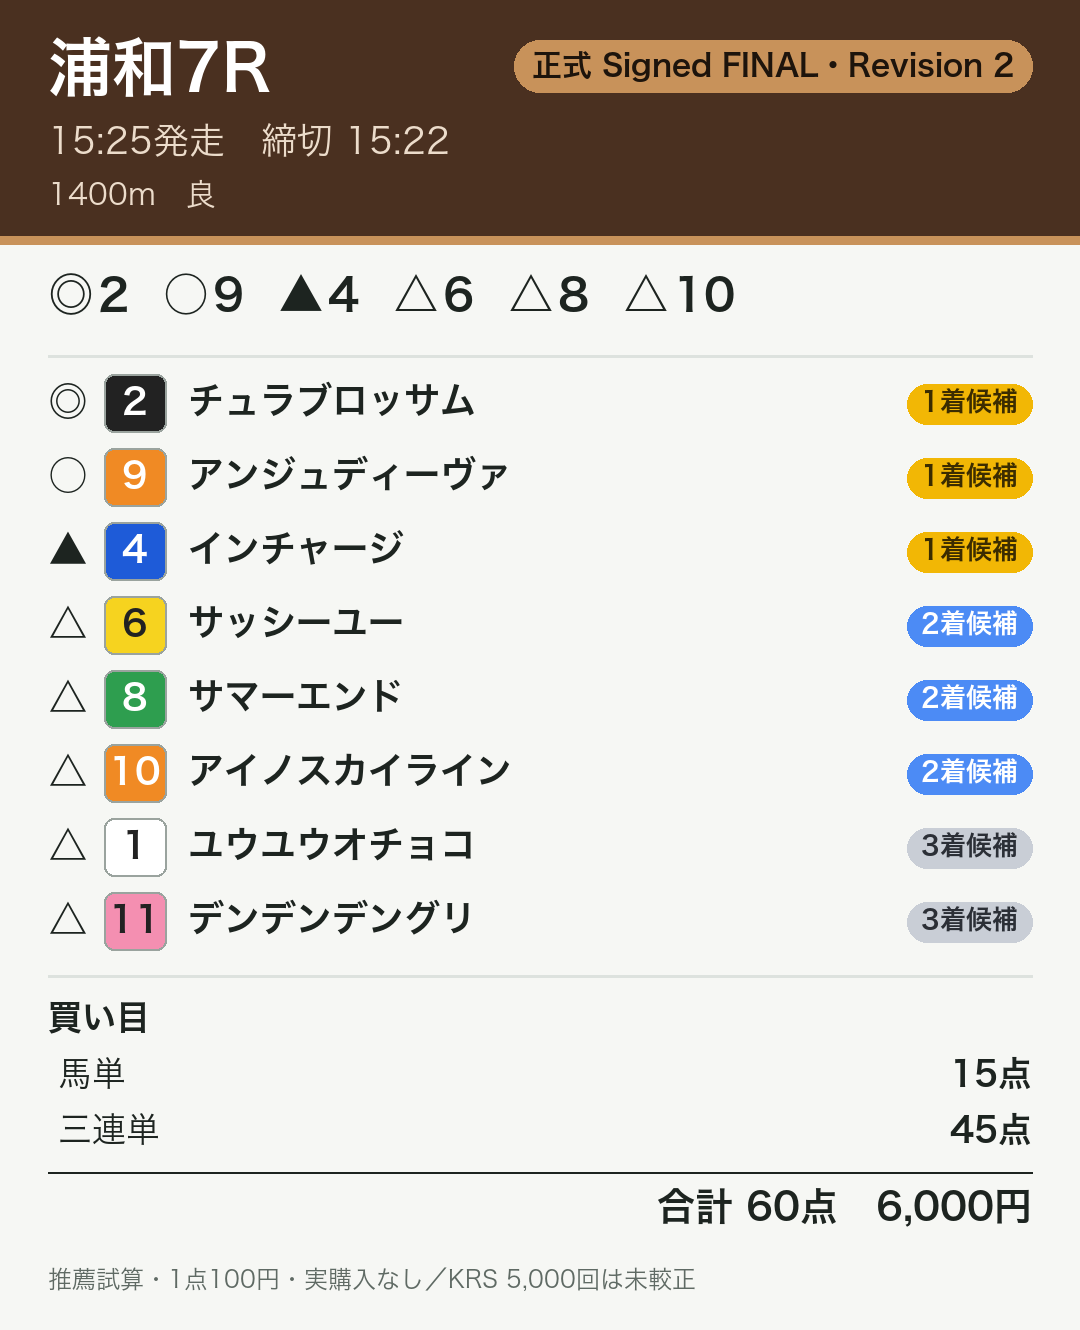 浦和7R
正式 Signed FINAL・Revision 2
15:25発走　締切 15:22
1400m　良
◎2 ○9 ▲4 △6 △8 △10
◎ 2 チュラブロッサム 1着候補
○ 9 アンジュディーヴァ 1着候補
▲ 4 インチャージ 1着候補
△ 6 サッシーユー 2着候補
△ 8 サマーエンド 2着候補
△ 10 アイノスカイライン 2着候補
△ 1 ユウユウオチョコ 3着候補
△ 11 デンデンデングリ 3着候補
買い目
馬単 15点
三連単 45点
合計 60点　6,000円
推薦試算・1点100円・実購入なし／KRS 5,000回は未較正